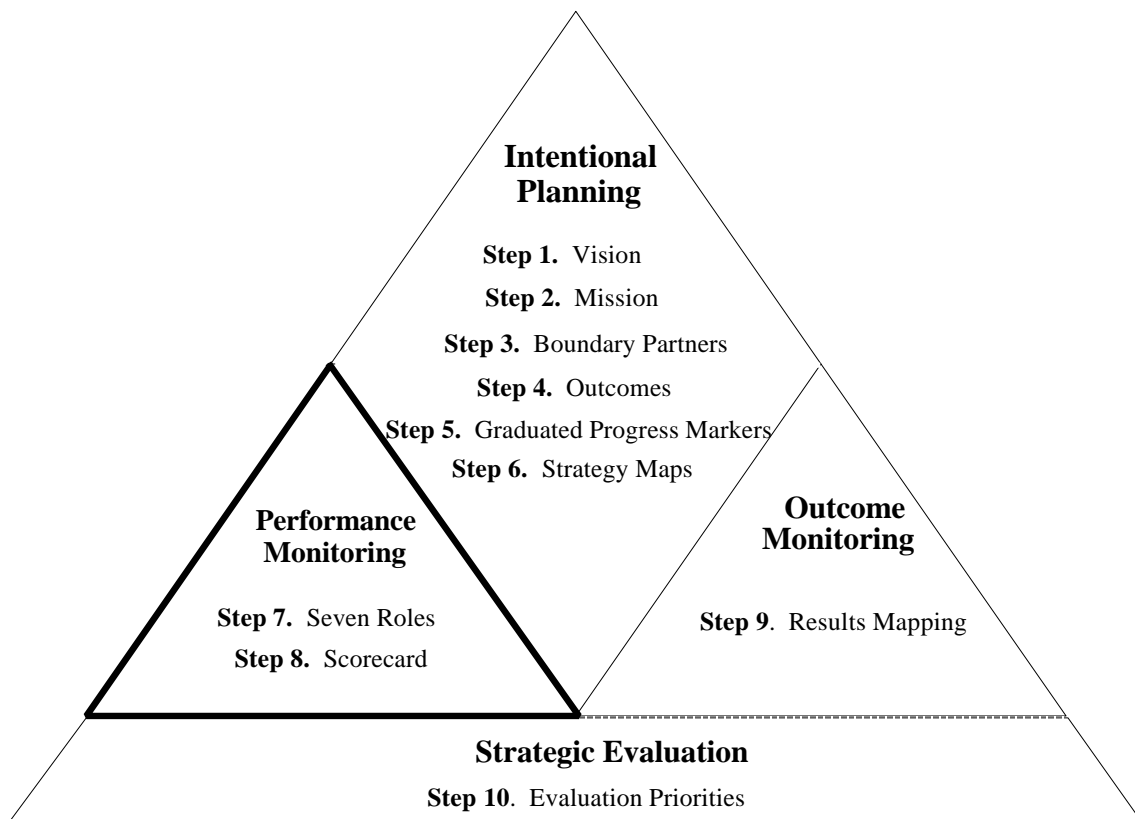 Intentional
Planning
Step 1. Vision
Step 2. Mission
Step 3. Boundary Partners
Step 4. Outcomes
Step 5. Graduated Progress Markers
Step 6. Strategy Maps
Performance
Monitoring
Step 7. Seven Roles
Step 8. Scorecard
Outcome
Monitoring
Step 9. Results Mapping
Strategic Evaluation
Step 10. Evaluation Priorities